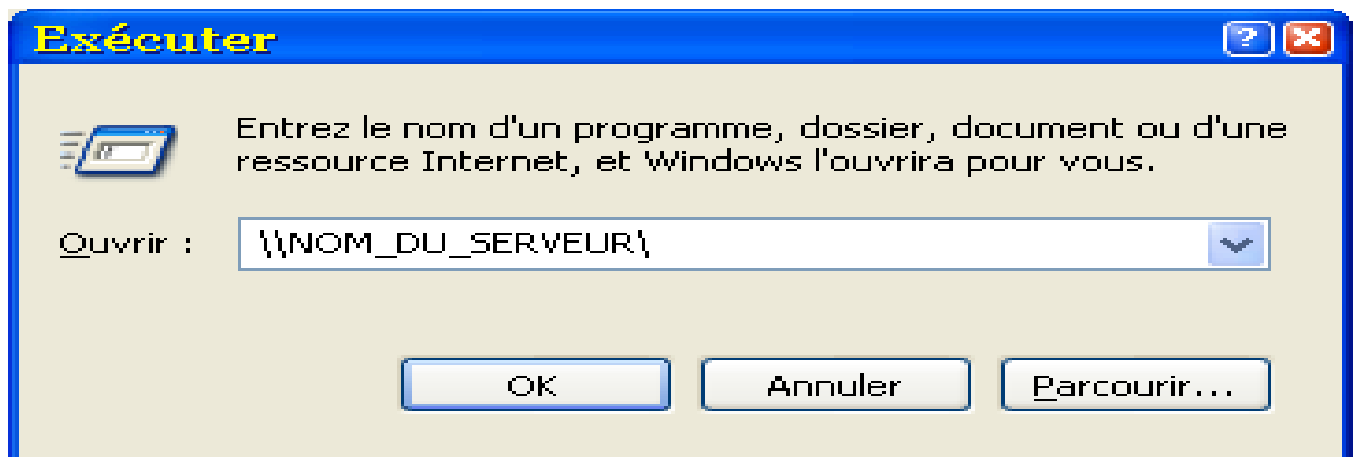 Exécuter
Entrez le nom d'un programme, dossier, document ou d'une
ressource Internet, et Windows l'ouvrira pour vous.
Ouvrir : \\NOM_DU_SERVEUR\
OK Annuler Parcourir...